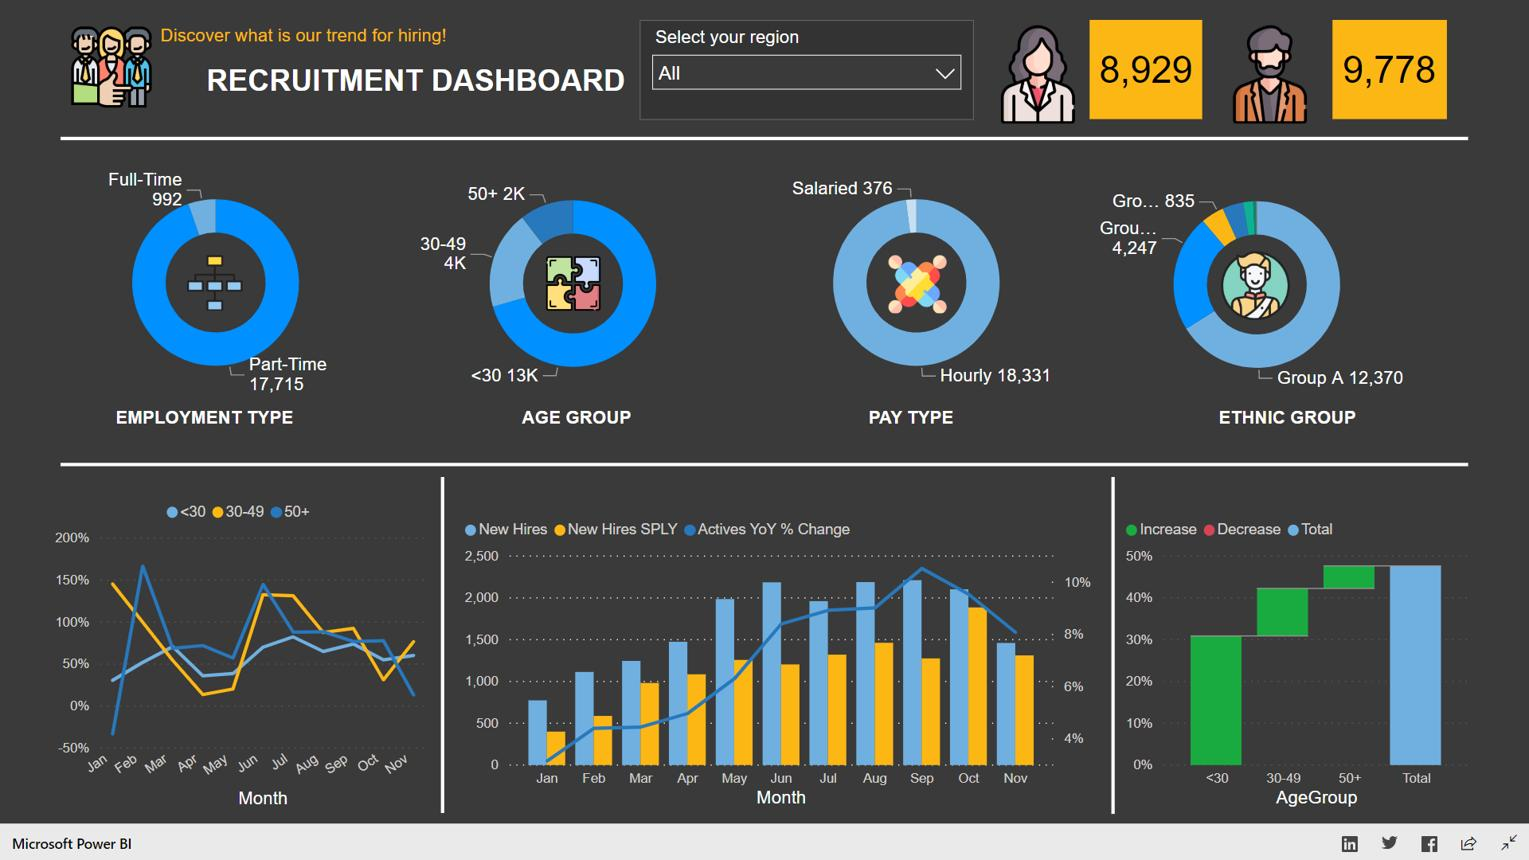 Discover what is our trend for hiring!
RECRUITMENT DASHBOARD
Select your region
All
8,929
9,778
Full-Time
992
Part-Time
17,715
EMPLOYMENT TYPE
50+ 2K
30-49
4K
<30 13K
AGE GROUP
Salaried 376
Hourly 18,331
PAY TYPE
Gro... 835
Grou...
4,247
Group A 12,370
ETHNIC GROUP
<30 30-49 50+
200%
150%
100%
50%
0%
-50%
Jan Feb Mar Apr May Jun Jul Aug Sep Oct Nov
Month
New Hires New Hires SPLY Actives YoY % Change
2,500
2,000
1,500
1,000
500
0
10%
8%
6%
4%
Jan Feb Mar Apr May Jun Jul Aug Sep Oct Nov
Month
Increase Decrease Total
50%
40%
30%
20%
10%
0%
<30 30-49 50+ Total
AgeGroup
Microsoft Power BI